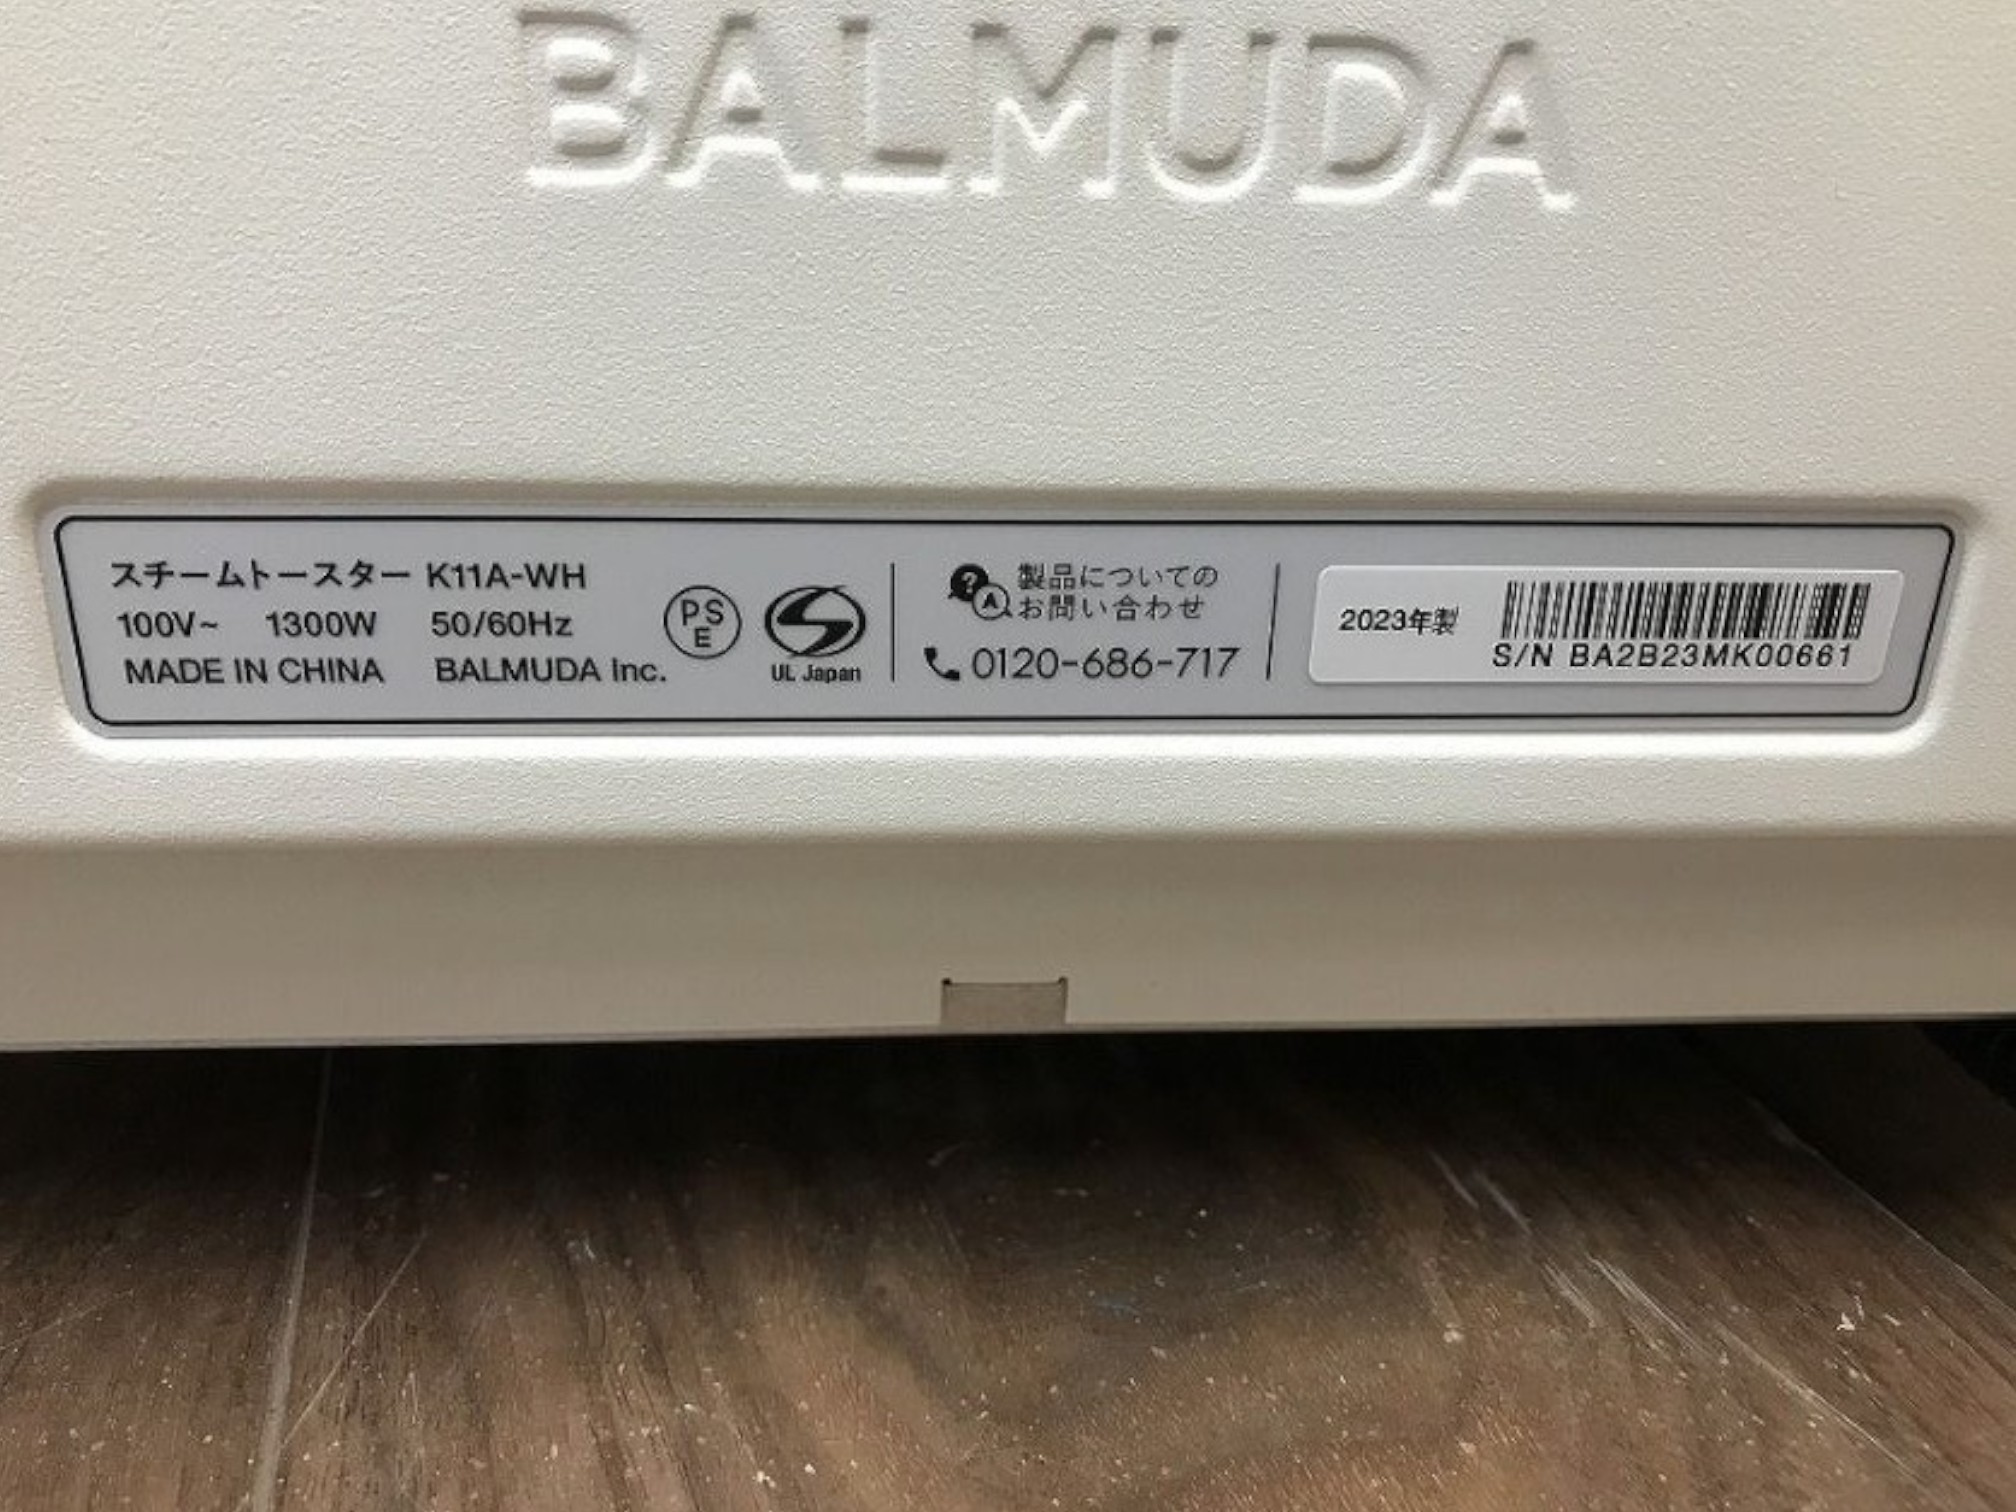 BALMUDA
スチームトースター K11A-WH
100V~ 1300W 50/60Hz
MADE IN CHINA BALMUDA Inc.
PS
E
UL Japan
?
A
製品についての
お問い合わせ
0120-686-717
2023年製
S/N BA2B23MK00661